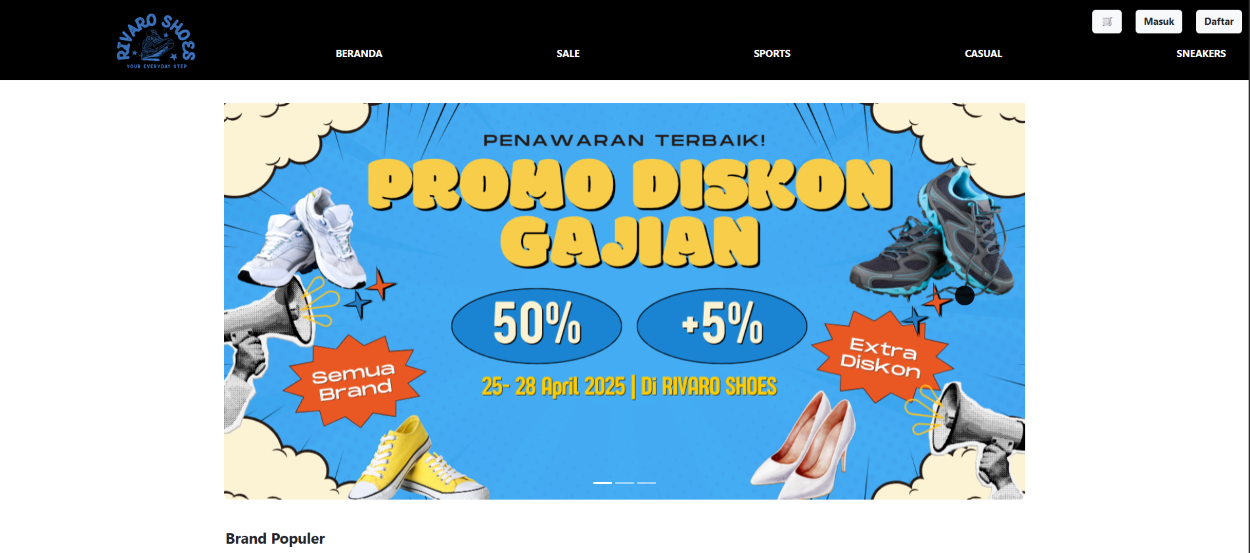 RIVARO SHOES
YOUR EVERYDAY STEP
Masuk
Daftar
BERANDA
SALE
SPORTS
CASUAL
SNEAKERS
PENAWARAN TERBAIK!
PROMO DISKON
GAJIAN
50%
+5%
Semua
Brand
Extra
Diskon
25- 28 April 2025 | Di RIVARO SHOES
Brand Populer